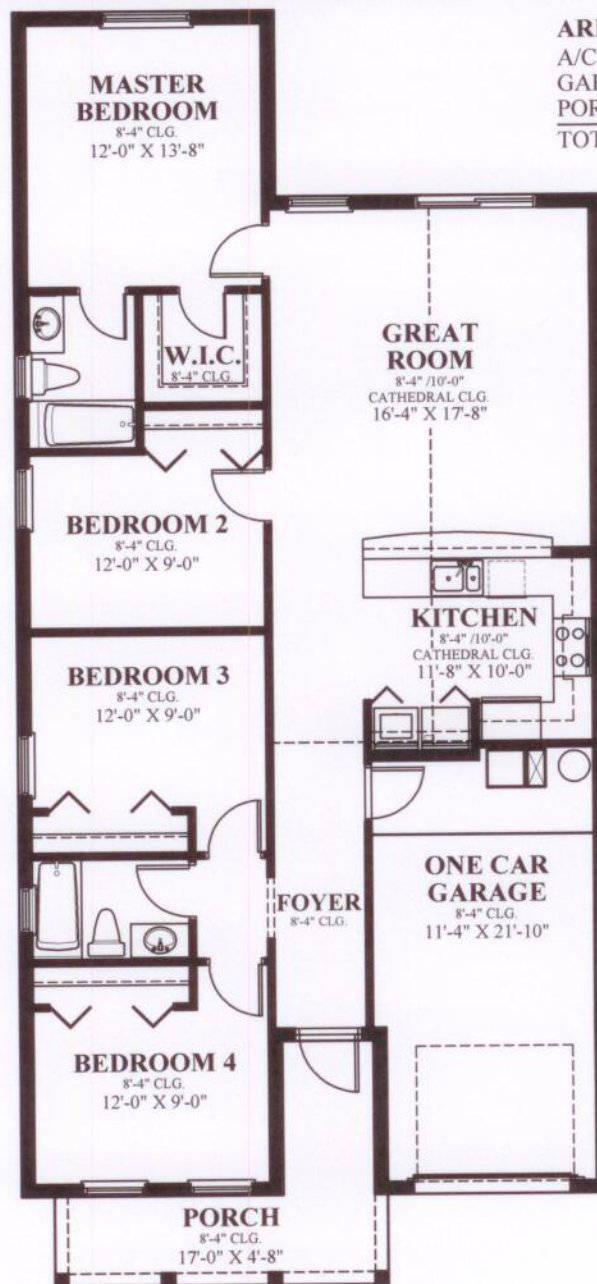 MASTER
BEDROOM
8'-4" CLG.
12'-0" X 13'-8"
A/C
W.I.C.
8'-4" CLG.
GREAT
ROOM
8'-4" /10'-0"
CATHEDRAL CLG.
16'-4" X 17'-8"
BEDROOM 2
8'-4" CLG.
12'-0" X 9'-0"
KITCHEN
8'-4" /10'-0"
CATHEDRAL CLG.
11'-8" X 10'-0"
BEDROOM 3
8'-4" CLG.
12'-0" X 9'-0"
ONE CAR
GARAGE
8'-4" CLG.
11'-4" X 21'-10"
FOYER
8'-4" CLG.
BEDROOM 4
8'-4" CLG.
12'-0" X 9'-0"
PORCH
8'-4" CLG.
17'-0" X 4'-8"